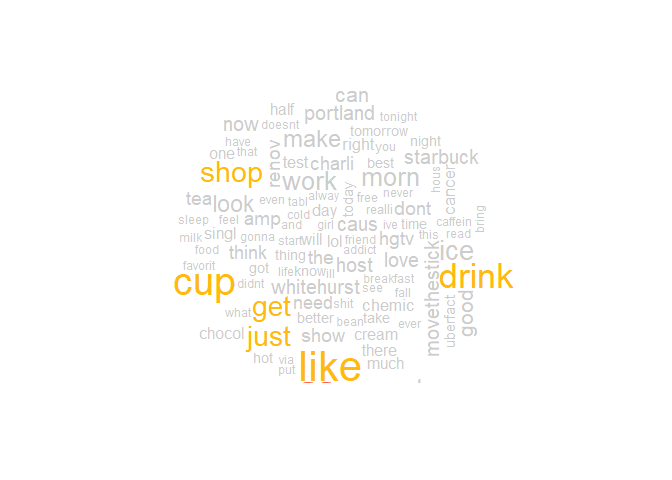 can
half
portland
tonight
now doesnt
tomorrow
have
make
right you
night
one that
renov
test charli
best
starbuck
shop
work
morn
hous
cancer
tea look
even tabl
alway
today
free
never
sleep feel
amp
cold
and
day
girl
realli dont
caffein
bring
milk singl
gonna
start will lol
caus
ive time
read
friend hgtv
food
think
thing the
addict
love
movethestick
ice
favorit
got
life know ill
host
cup
didnt
whitehurst
see
breakfast
fall
drink
what
get
need shit
chemic
uberfact
good
better
bean take
ever
chocol
just
show
cream
there
hot
via
put
like
much